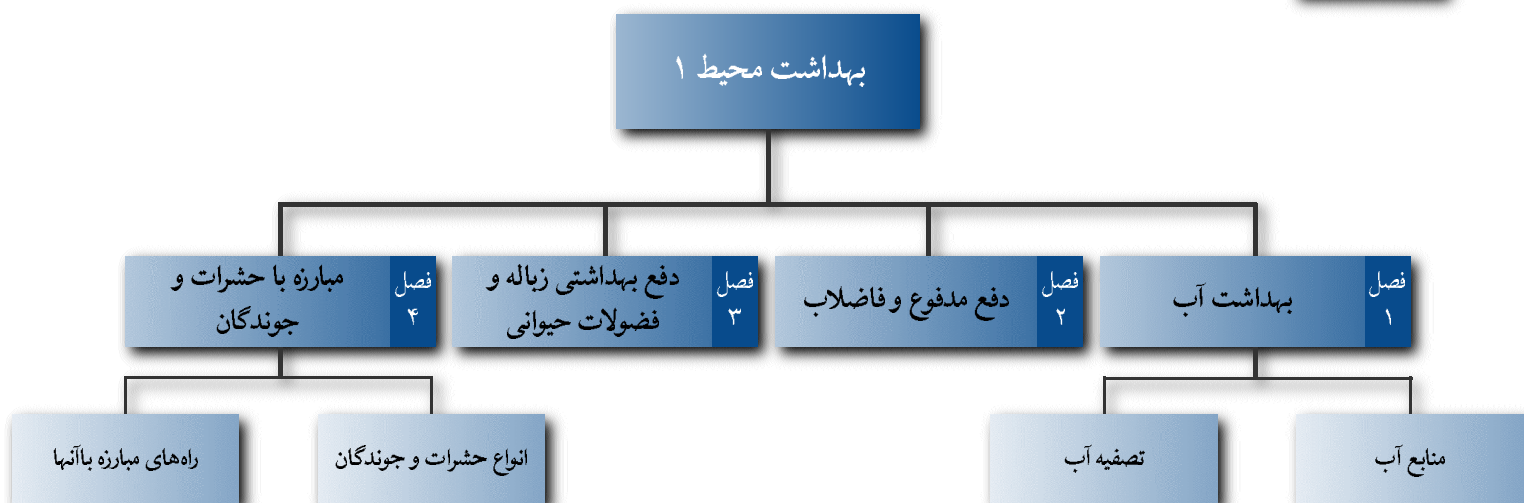 بهداشت محیط ۱
فصل
۱
بهداشت آب
فصل
۲
دفع مدفوع و فاضلاب
فصل
۳
دفع بهداشتی زباله و
فضولات حیوانی
فصل
۴
مبارزه با حشرات و
جوندگان
منابع آب
تصفیه آب
انواع حشرات و جوندگان
راه‌های مبارزه باآنها